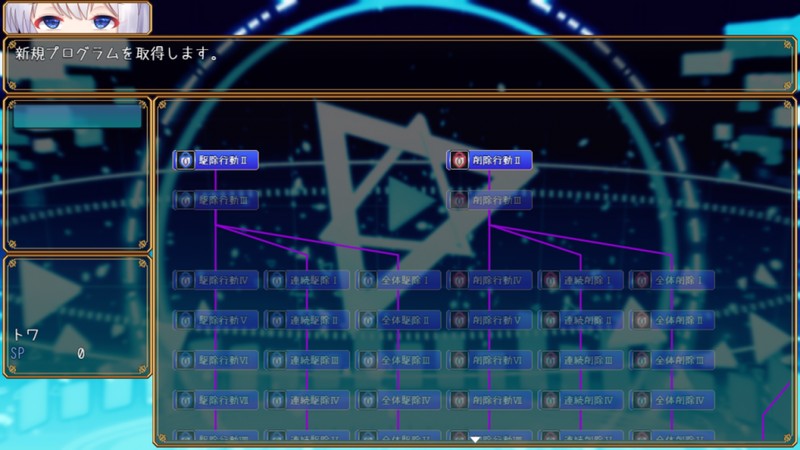 新規プログラムを取得します。
駆除行動Ⅱ 削除行動Ⅱ
駆除行動Ⅲ 削除行動Ⅲ
駆除行動Ⅳ 連続駆除Ⅰ 全体駆除Ⅰ 削除行動Ⅳ 連続削除Ⅰ 全体削除Ⅰ
駆除行動Ⅴ 連続駆除Ⅱ 全体駆除Ⅱ 削除行動Ⅴ 連続削除Ⅱ 全体削除Ⅱ
トワ
SP 0
駆除行動Ⅵ 連続駆除Ⅲ 全体駆除Ⅲ 削除行動Ⅵ 連続削除Ⅲ 全体削除Ⅲ
駆除行動Ⅶ 連続駆除Ⅳ 全体駆除Ⅳ 削除行動Ⅶ 連続削除Ⅳ 全体削除Ⅳ